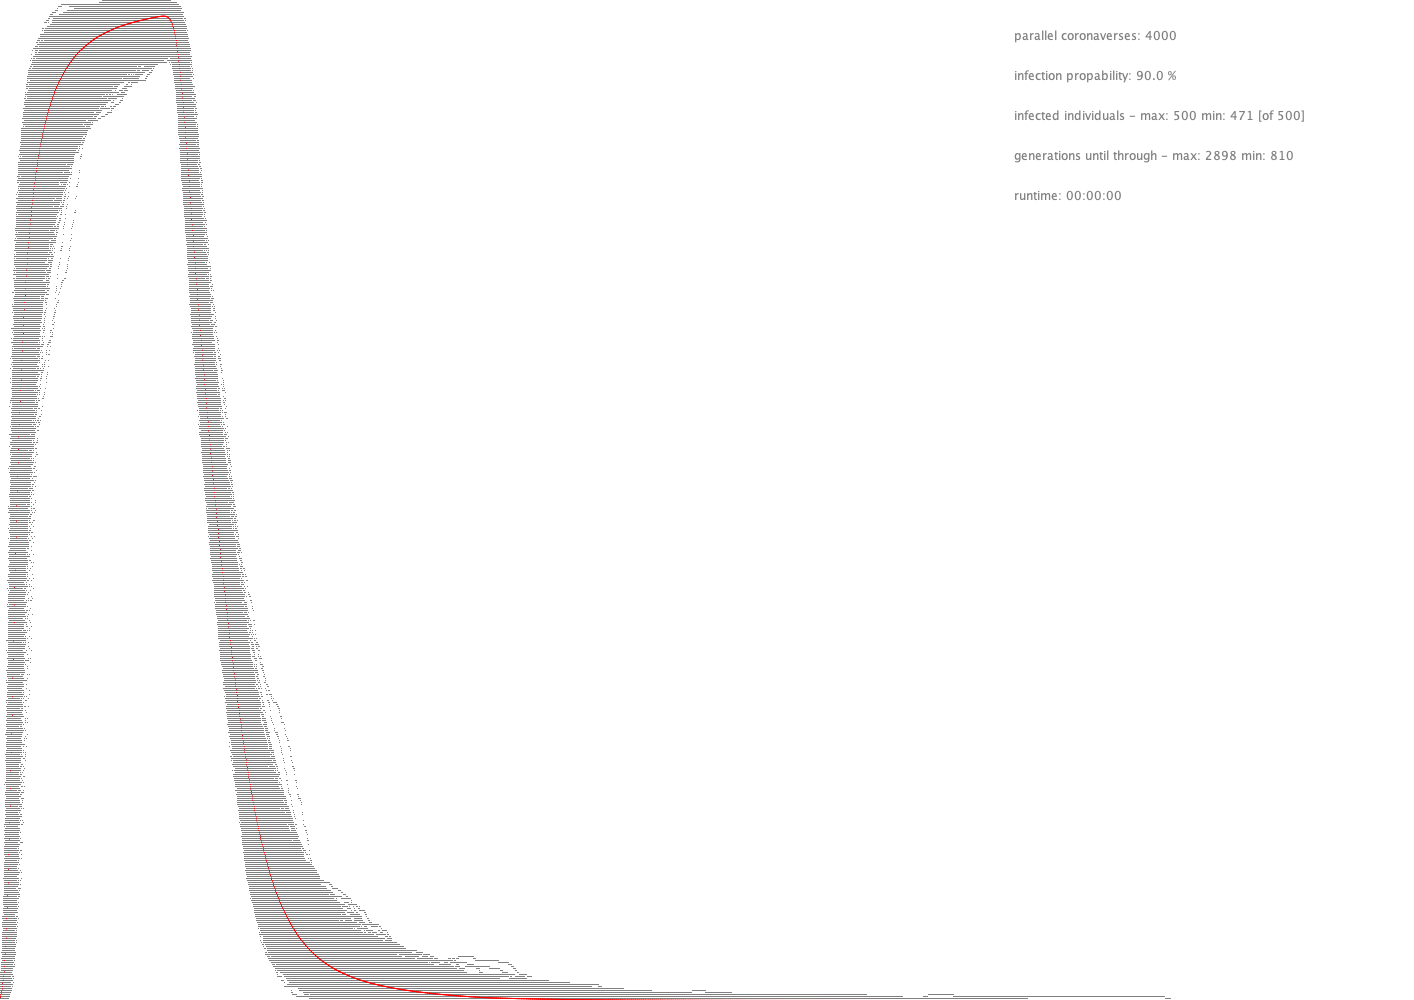 parallel coronaverses: 4000
infection propability: 90.0 %
infected individuals – max: 500 min: 471 [of 500]
generations until through – max: 2898 min: 810
runtime: 00:00:00